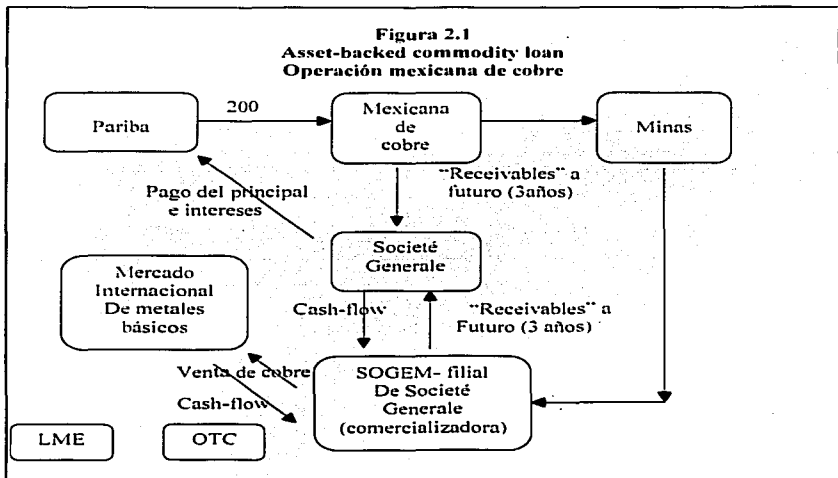 Figura 2.1
Asset-backed commodity loan
Operación mexicana de cobre
Pariba
200
Mexicana
de
cobre
Minas
Pago del principal
e intereses
“Receivables” a
futuro (3años)
Societé
Generale
Mercado
Internacional
De metales
básicos
Cash-flow
“Receivables” a
Futuro (3 años)
Venta de cobre
Cash-flow
SOGEM- filial
De Societé
Generale
(comercializadora)
LME
OTC